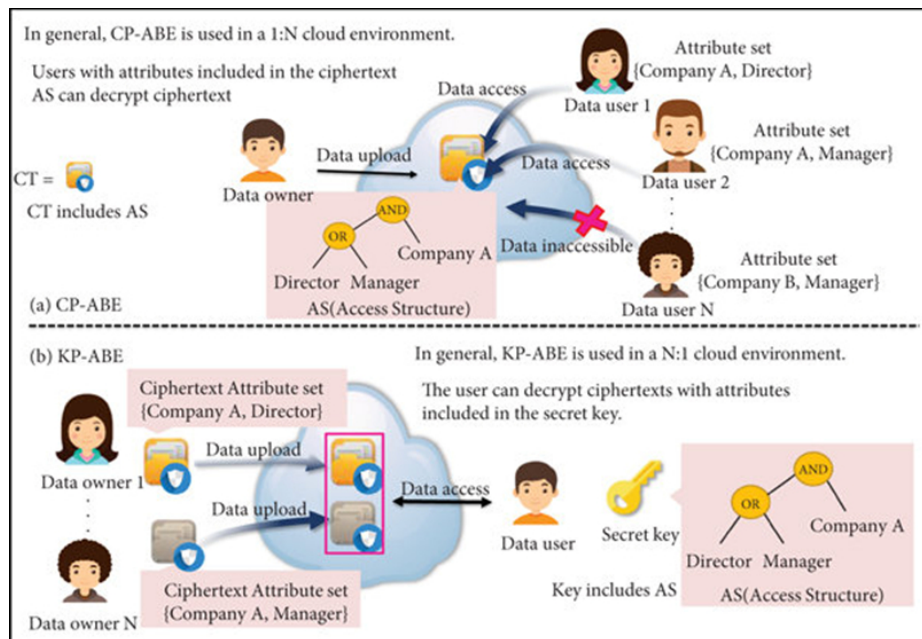 In general, CP-ABE is used in a 1:N cloud environment.
Users with attributes included in the ciphertext
AS can decrypt ciphertext
Attribute set
{Company A, Director}
Data access
Data user 1
Attribute set
{Company A, Manager}
Data upload
Data access
Data user 2
CT =
CT includes AS
Data owner
AND
OR
Company A
Director
Manager
AS(Access Structure)
Data inaccessible
Attribute set
{Company B, Manager}
Data user N
(a) CP-ABE
(b) KP-ABE
In general, KP-ABE is used in a N:1 cloud environment.
The user can decrypt ciphertexts with attributes
included in the secret key.
Ciphertext Attribute set
{Company A, Director}
Data upload
Data owner 1
Data upload
Data access
Data user
Secret key
AND
OR
Company A
Director
Manager
Key includes AS
AS(Access Structure)
Ciphertext Attribute set
{Company A, Manager}
Data owner N